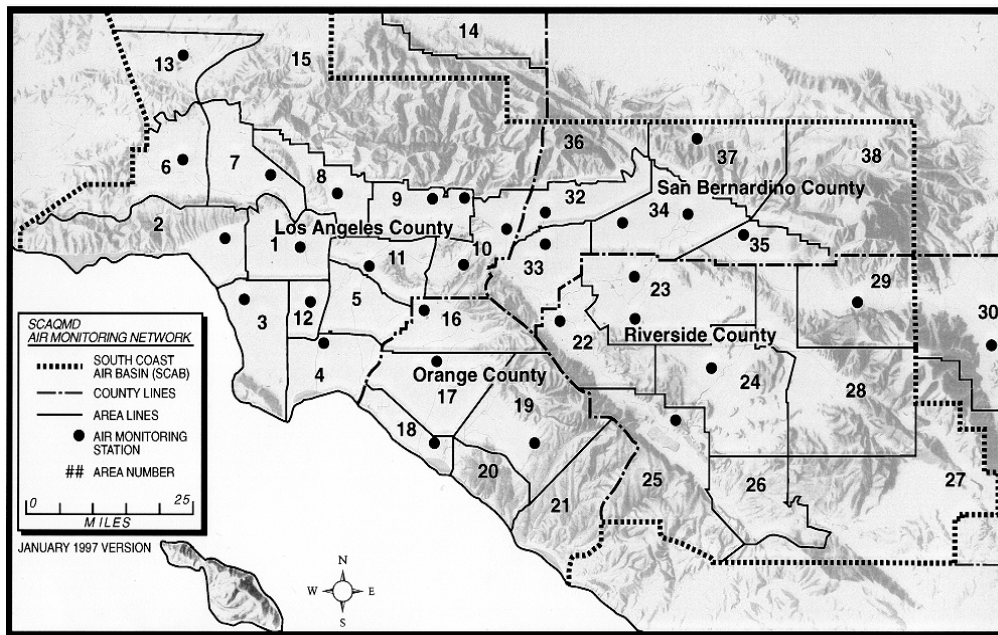 14
13
15
36
37
38
6
7
8
9
32
San Bernardino County
34
2
Los Angeles County
1
10
35
11
33
29
5
23
3
12
16
30
22
Riverside County
4
Orange County
24
28
17
19
18
20
21
25
26
27
SCAQMD
AIR MONITORING NETWORK
SOUTH COAST
AIR BASIN (SCAB)
COUNTY LINES
AREA LINES
AIR MONITORING
STATION
## AREA NUMBER
0 25
MILES
JANUARY 1997 VERSION
N
W E
S